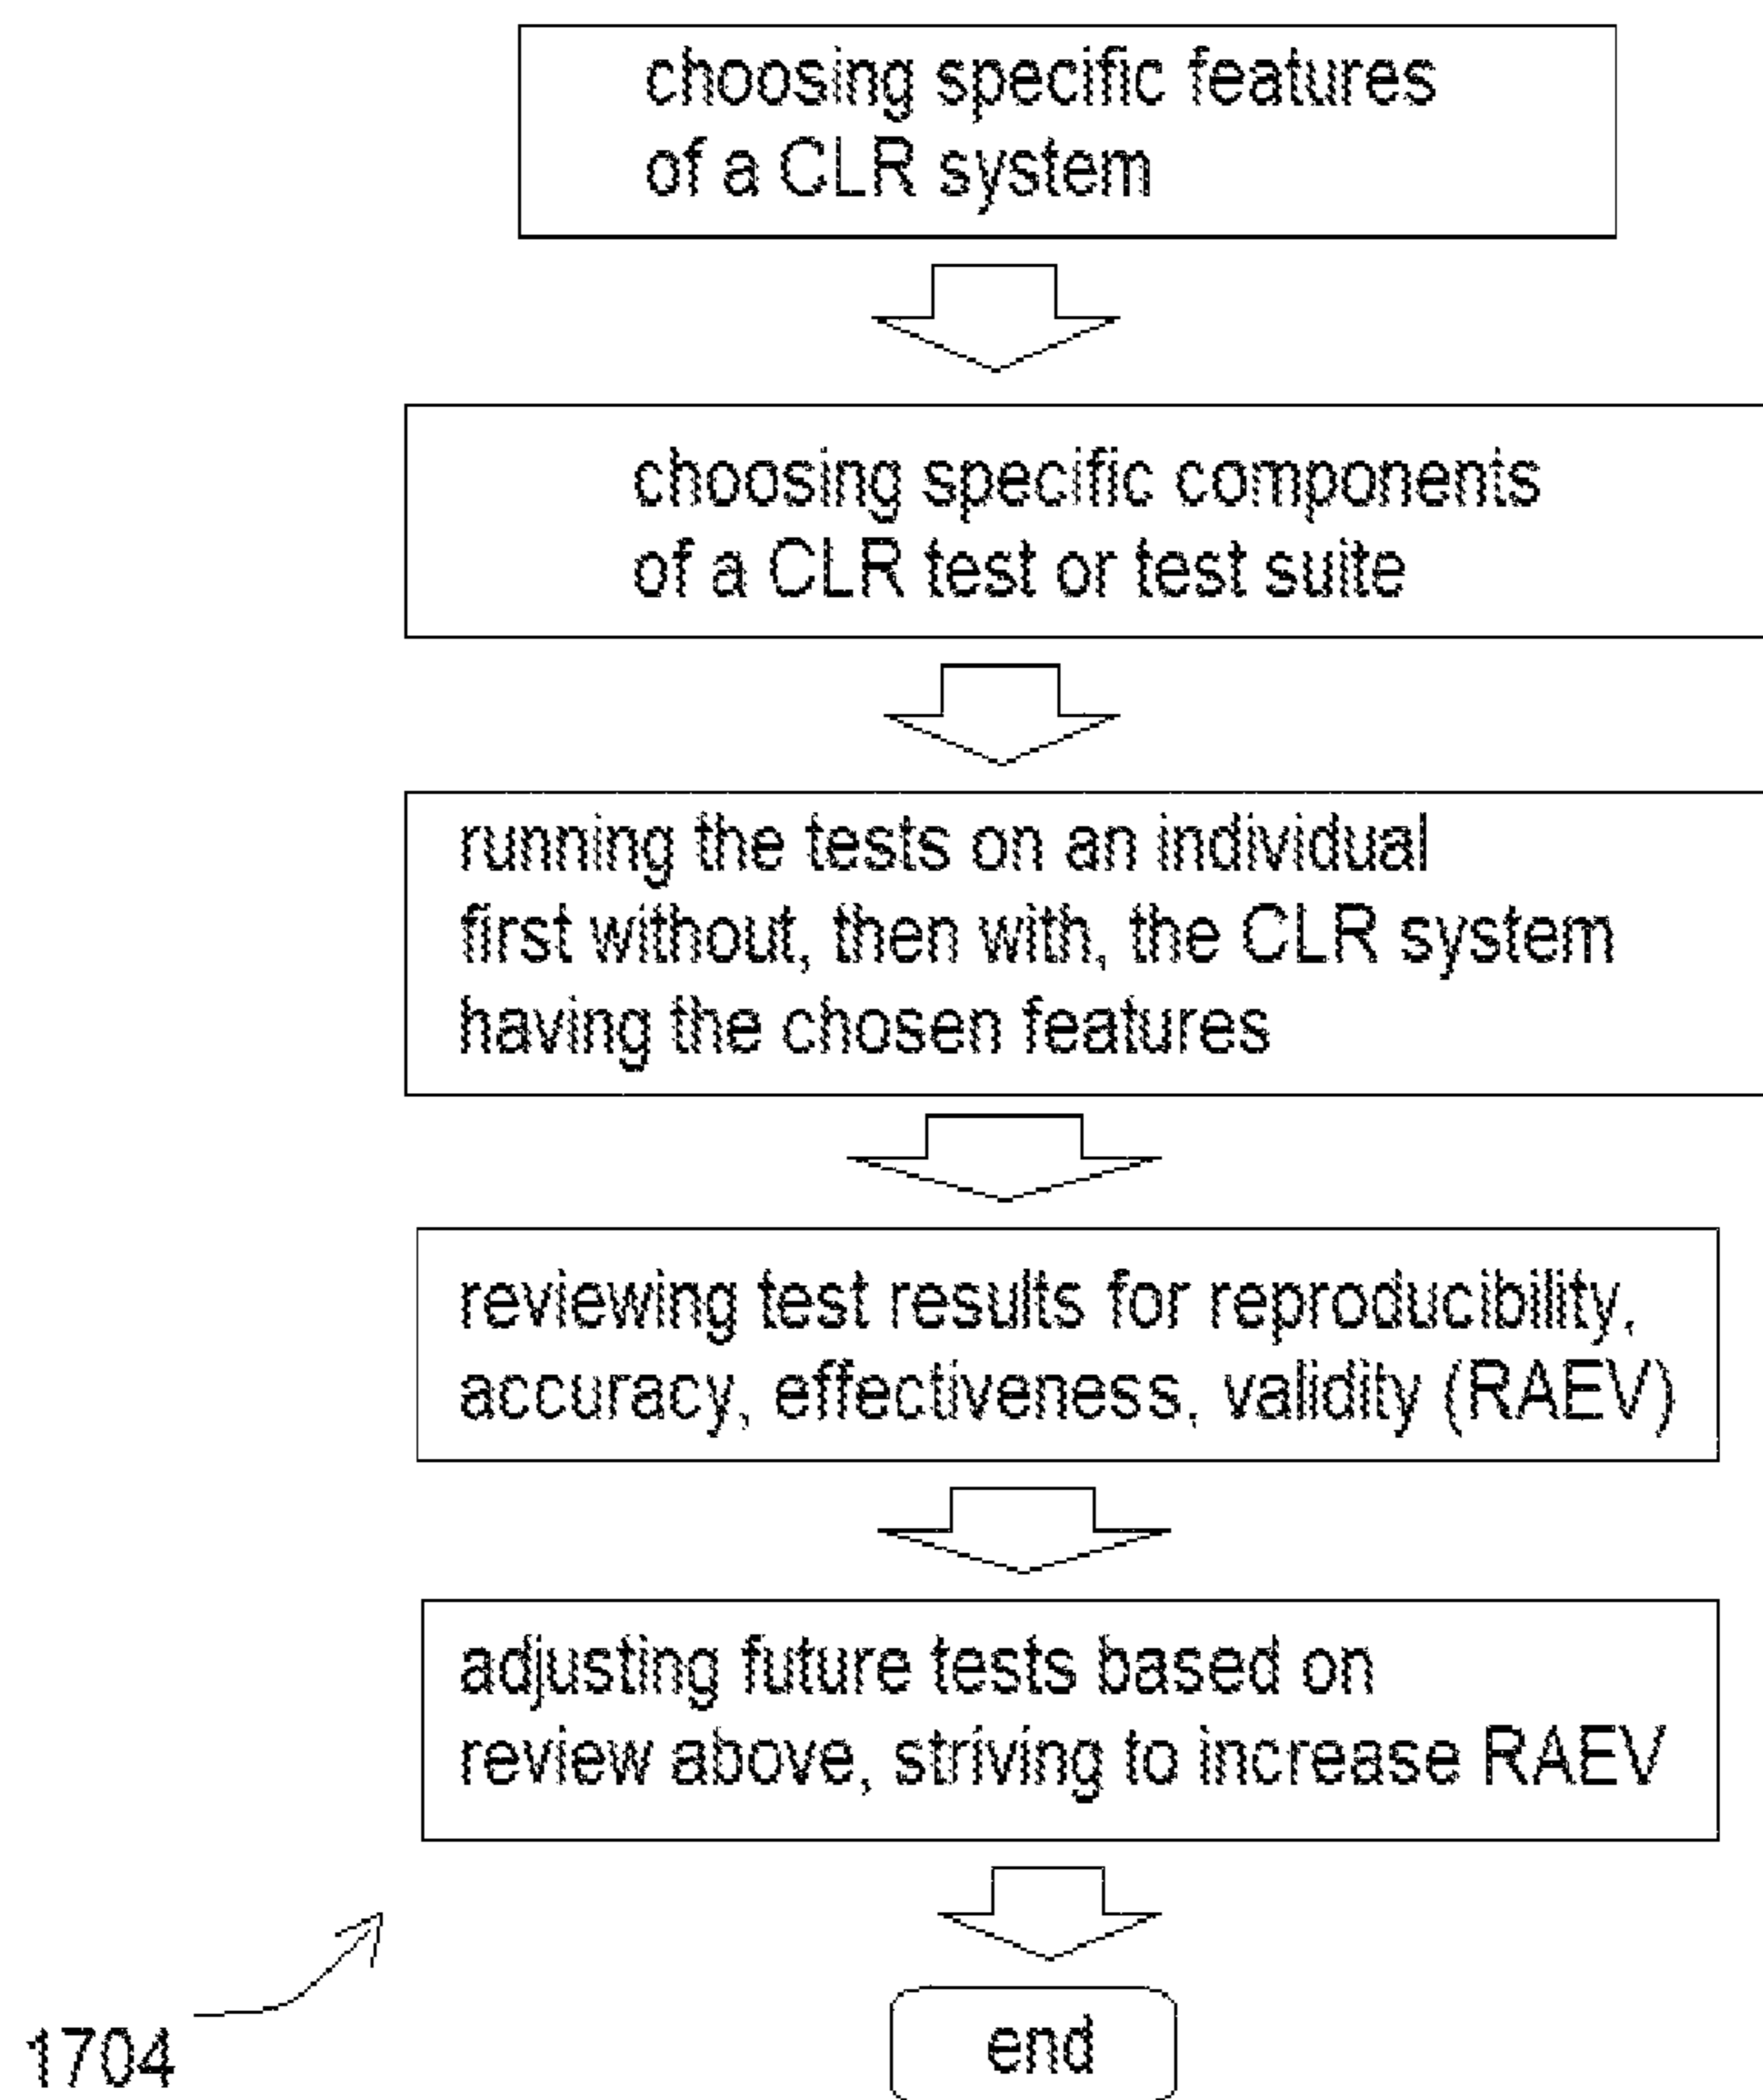 choosing specific features
of a CLR system
choosing specific components
of a CLR test or test suite
running the tests on an individual
first without, then with, the CLR system
having the chosen features
reviewing test results for reproducibility,
accuracy, effectiveness, validity (RAEV)
adjusting future tests based on
review above, striving to increase RAEV
end
1704